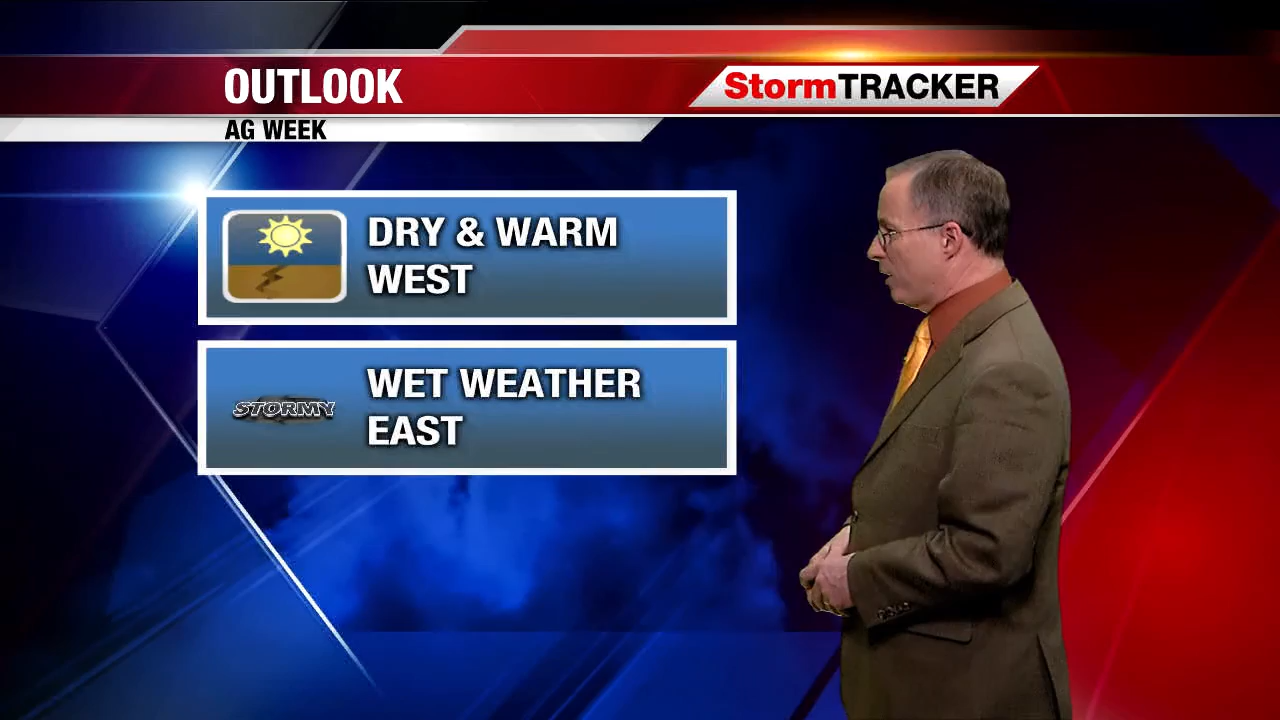 OUTLOOK
StormTRACKER
AG WEEK
DRY & WARM
WEST
STORMY
WET WEATHER
EAST